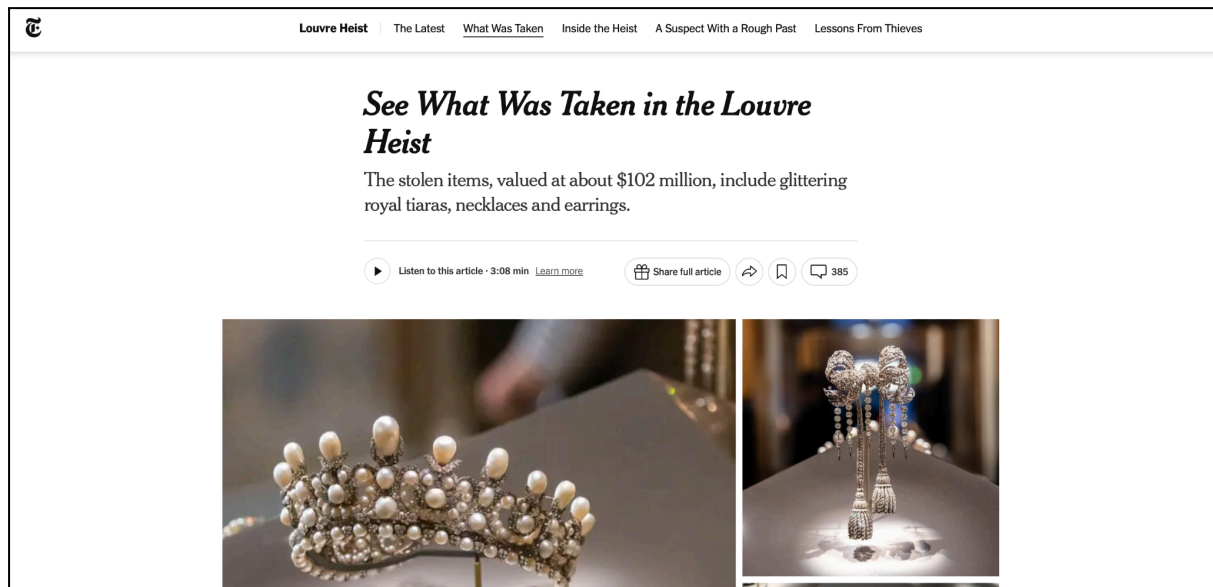 Louvre Heist The Latest What Was Taken Inside the Heist A Suspect With a Rough Past Lessons From Thieves
See What Was Taken in the Louvre
Heist
The stolen items, valued at about $102 million, include glittering
royal tiaras, necklaces and earrings.
Listen to this article · 3:08 min Learn more Share full article 385